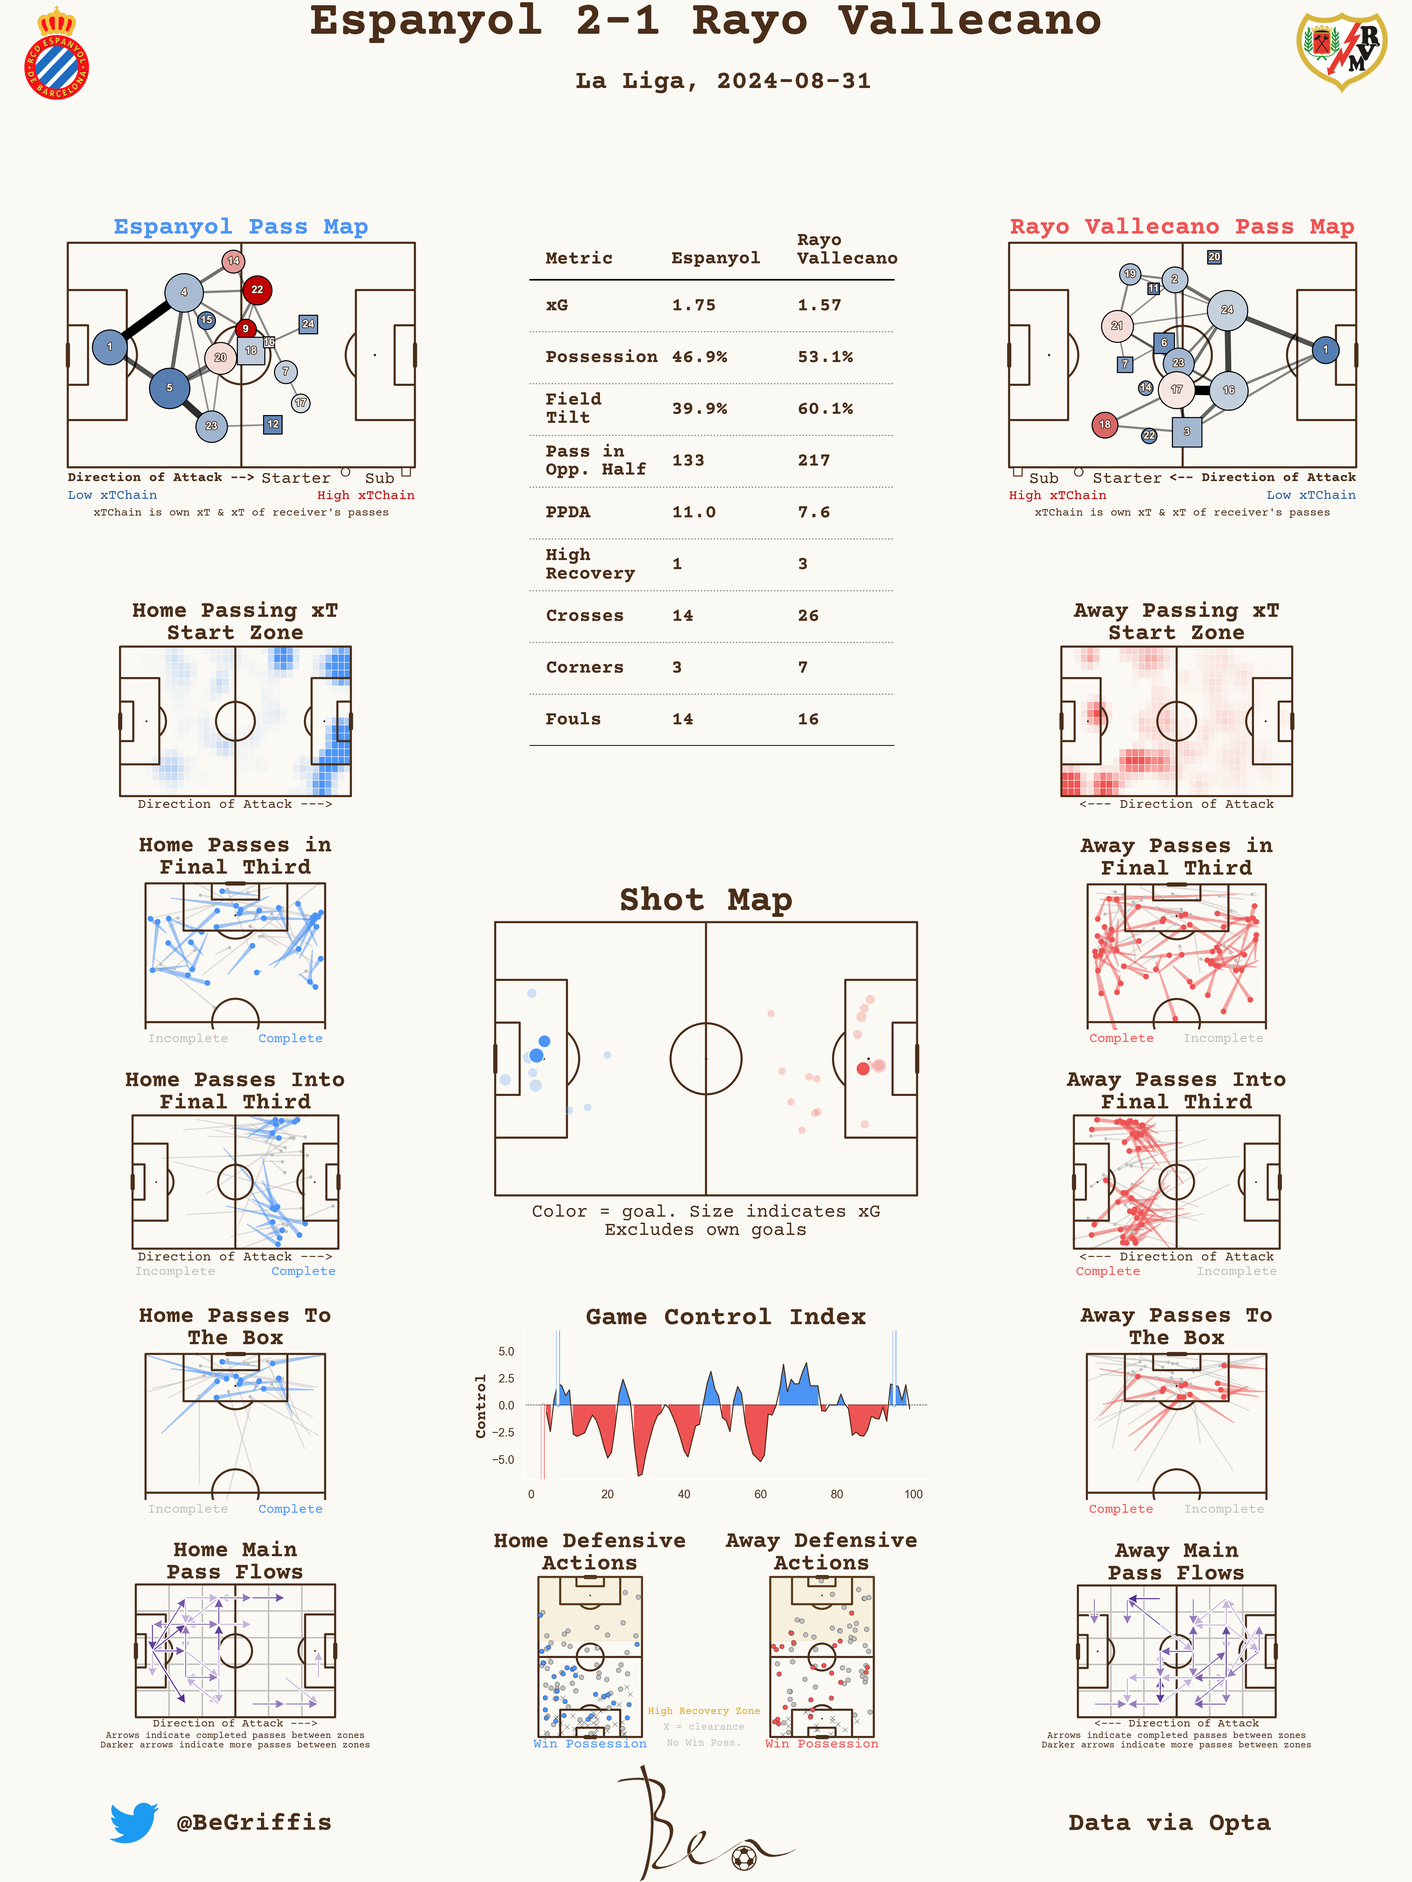 Espanyol 2-1 Rayo Vallecano
La Liga, 2024-08-31
RCD ESPANYOL
DE BARCELONA
RVM
Espanyol Pass Map
14
22
4
15
9
24
16
18
1
20
7
5
17
23
12
Direction of Attack --> Starter Sub
Low xTChain High xTChain
xTChain is own xT & xT of receiver's passes
Metric Espanyol Rayo Vallecano
xG 1.75 1.57
Possession 46.9% 53.1%
Field Tilt 39.9% 60.1%
Pass in Opp. Half 133 217
PPDA 11.0 7.6
High Recovery 1 3
Crosses 14 26
Corners 3 7
Fouls 14 16
Rayo Vallecano Pass Map
20
19
2
11
24
21
6
1
7
23
14
17
16
18
22
3
Sub Starter <-- Direction of Attack
High xTChain Low xTChain
xTChain is own xT & xT of receiver's passes
Home Passing xT
Start Zone
Direction of Attack --->
Away Passing xT
Start Zone
<--- Direction of Attack
Home Passes in
Final Third
Incomplete Complete
Away Passes in
Final Third
Complete Incomplete
Shot Map
Color = goal. Size indicates xG
Excludes own goals
Home Passes Into
Final Third
Direction of Attack --->
Incomplete Complete
Away Passes Into
Final Third
<--- Direction of Attack
Complete Incomplete
Home Passes To
The Box
Incomplete Complete
Game Control Index
Control
5.0
2.5
0.0
−2.5
−5.0
0 20 40 60 80 100
Away Passes To
The Box
Complete Incomplete
Home Main
Pass Flows
Direction of Attack --->
Arrows indicate completed passes between zones
Darker arrows indicate more passes between zones
Home Defensive
Actions
Win Possession
High Recovery Zone
X = clearance
No Win Poss.
Away Defensive
Actions
Win Possession
Away Main
Pass Flows
<--- Direction of Attack
Arrows indicate completed passes between zones
Darker arrows indicate more passes between zones
@BeGriffis
Ben
Data via Opta